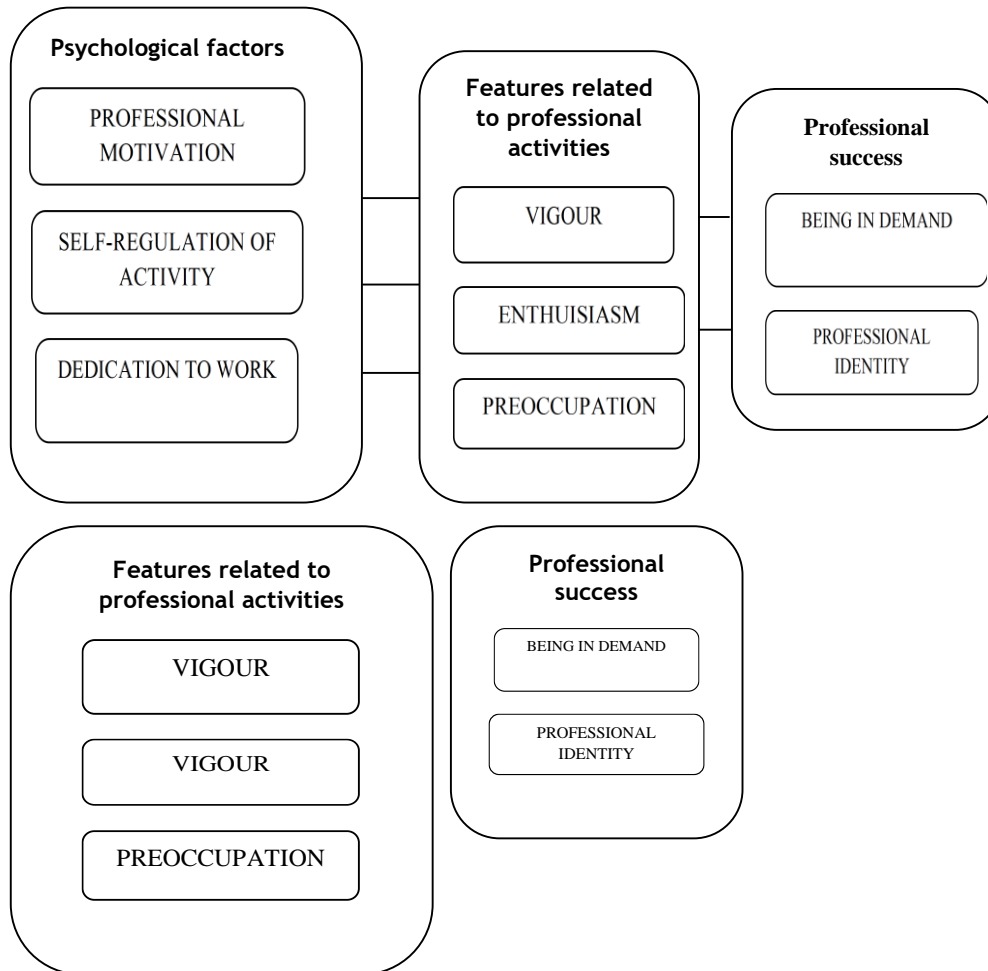 Psychological factors
PROFESSIONAL
MOTIVATION
SELF-REGULATION OF
ACTIVITY
DEDICATION TO WORK
Features related
to professional
activities
VIGOUR
ENTHUISIASM
PREOCCUPATION
Professional
success
BEING IN DEMAND
PROFESSIONAL
IDENTITY
Features related to
professional activities
VIGOUR
VIGOUR
PREOCCUPATION
Professional
success
BEING IN DEMAND
PROFESSIONAL
IDENTITY